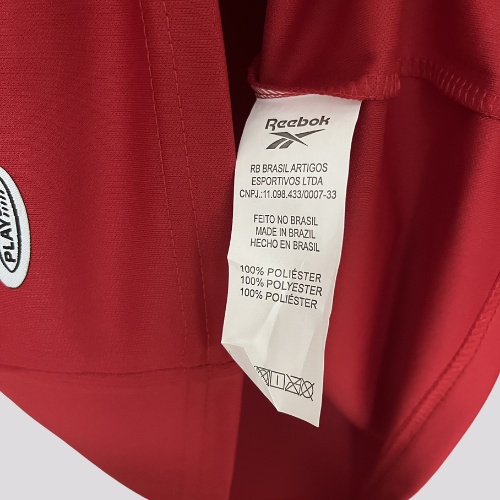 Reebok
RB BRASIL ARTIGOS
ESPORTIVOS LTDA
CNPJ.:11.098.433/0007-33
FEITO NO BRASIL
MADE IN BRAZIL
HECHO EN BRASIL
100% POLIÉSTER
100% POLYESTER
100% POLIÉSTER
PLAY